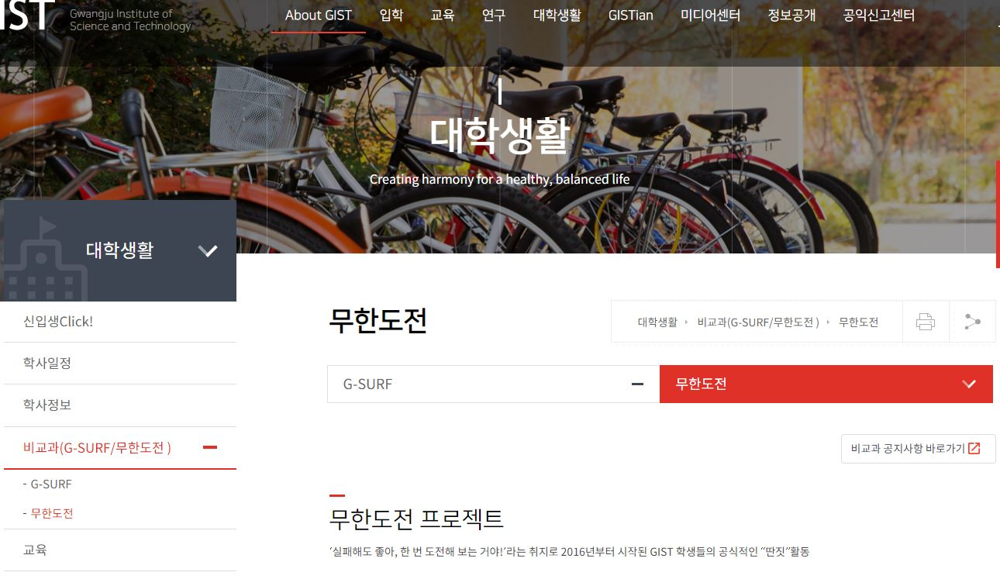 IST
Gwangju Institute of
Science and Technology
About GIST 입학 교육 연구 대학생활 GISTian 미디어센터 정보공개 공익신고센터
대학생활
Creating harmony for a healthy, balanced life
대학생활
신입생Click!
학사일정
학사정보
비교과(G-SURF/무한도전 )
- G-SURF
- 무한도전
교육
무한도전
대학생활 비교과(G-SURF/무한도전 ) 무한도전
G-SURF
무한도전
비교과 공지사항 바로가기
무한도전 프로젝트
‘실패해도 좋아, 한 번 도전해 보는 거야!’라는 취지로 2016년부터 시작된 GIST 학생들의 공식적인 “딴짓”활동